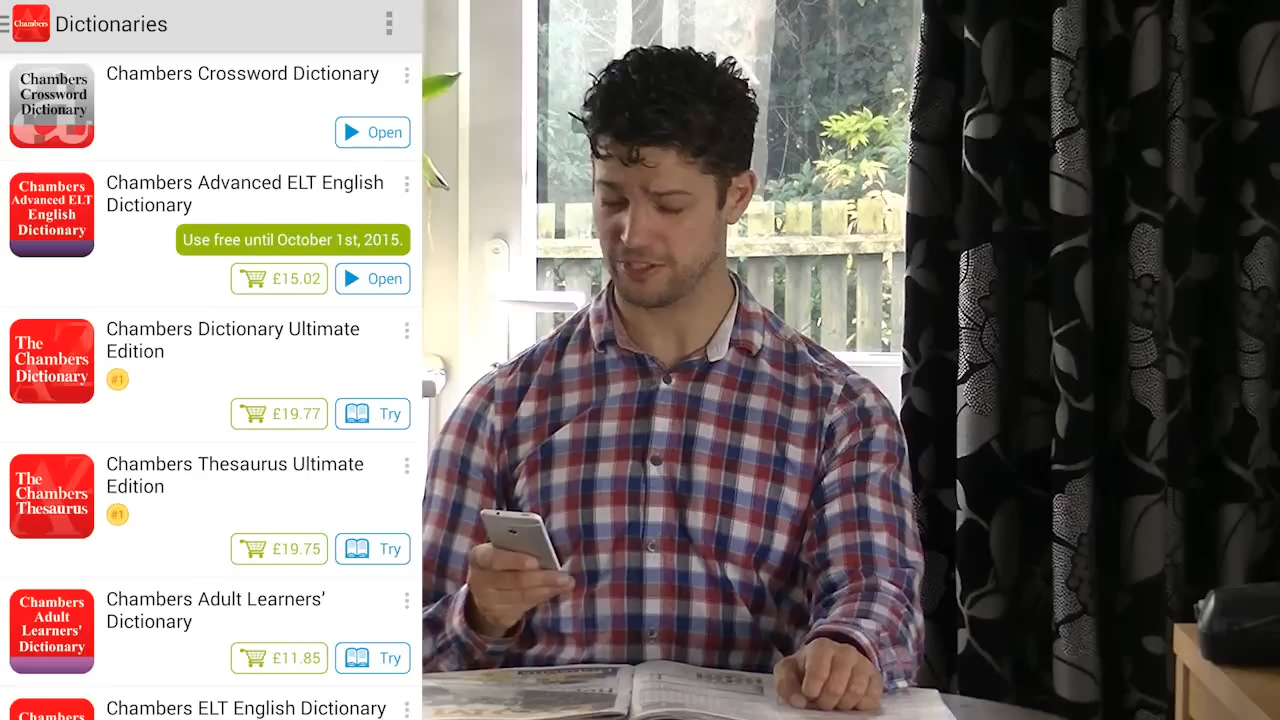 Chambers
Dictionaries
Chambers
Crossword
Dictionary
Chambers Crossword Dictionary
Open
Chambers
Advanced ELT
English
Dictionary
Chambers Advanced ELT English
Dictionary
Use free until October 1st, 2015.
£15.02
Open
The
Chambers
Dictionary
Chambers Dictionary Ultimate
Edition
#1
£19.77
Try
The
Chambers
Thesaurus
Chambers Thesaurus Ultimate
Edition
#1
£19.75
Try
Chambers
Adult
Learners'
Dictionary
Chambers Adult Learners’
Dictionary
£11.85
Try
Chambers
Chambers ELT English Dictionary